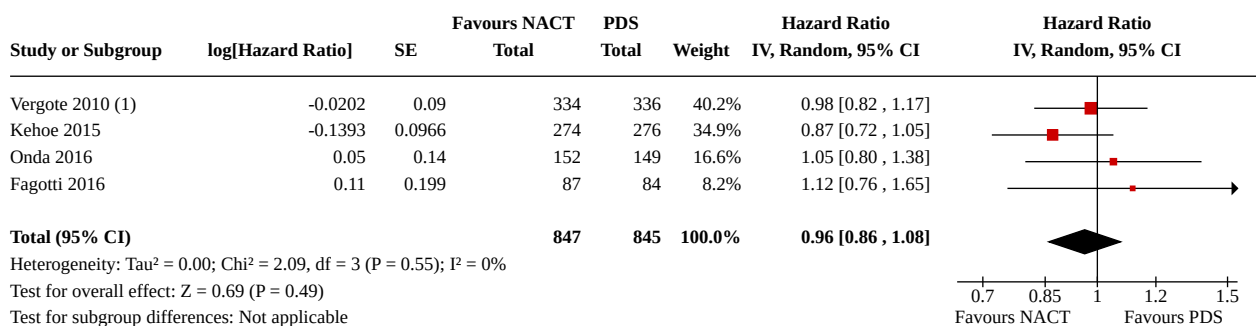 Favours NACT PDS Hazard Ratio Hazard Ratio
Study or Subgroup log[Hazard Ratio] SE Total Total Weight IV, Random, 95% CI IV, Random, 95% CI
Vergote 2010 (1) -0.0202 0.09 334 336 40.2% 0.98 [0.82 , 1.17]
Kehoe 2015 -0.1393 0.0966 274 276 34.9% 0.87 [0.72 , 1.05]
Onda 2016 0.05 0.14 152 149 16.6% 1.05 [0.80 , 1.38]
Fagotti 2016 0.11 0.199 87 84 8.2% 1.12 [0.76 , 1.65]
Total (95% CI) 847 845 100.0% 0.96 [0.86 , 1.08]
Heterogeneity: Tau² = 0.00; Chi² = 2.09, df = 3 (P = 0.55); I² = 0%
Test for overall effect: Z = 0.69 (P = 0.49) 0.7 0.85 1 1.2 1.5
Test for subgroup differences: Not applicable Favours NACT Favours PDS